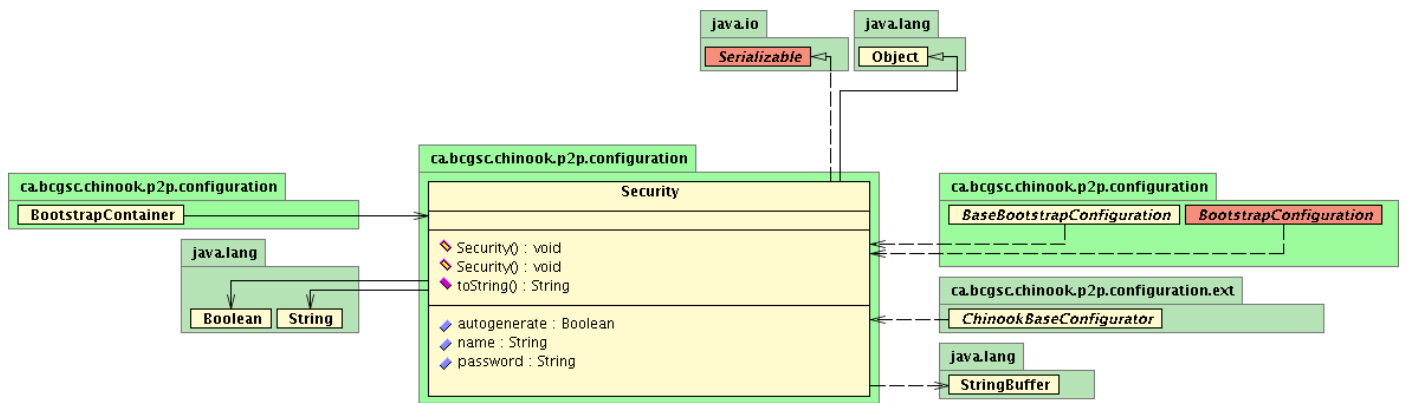 java.io
java.lang
Serializable
Object
ca.bcgsc.chinook.p2p.configuration
ca.bcgsc.chinook.p2p.configuration
BootstrapContainer
java.lang
Boolean
String
Security
Security() : void
Security() : void
toString() : String
autogenerate : Boolean
name : String
password : String
ca.bcgsc.chinook.p2p.configuration
BaseBootstrapConfiguration
BootstrapConfiguration
ca.bcgsc.chinook.p2p.configuration.ext
ChinookBaseConfigurator
java.lang
StringBuffer